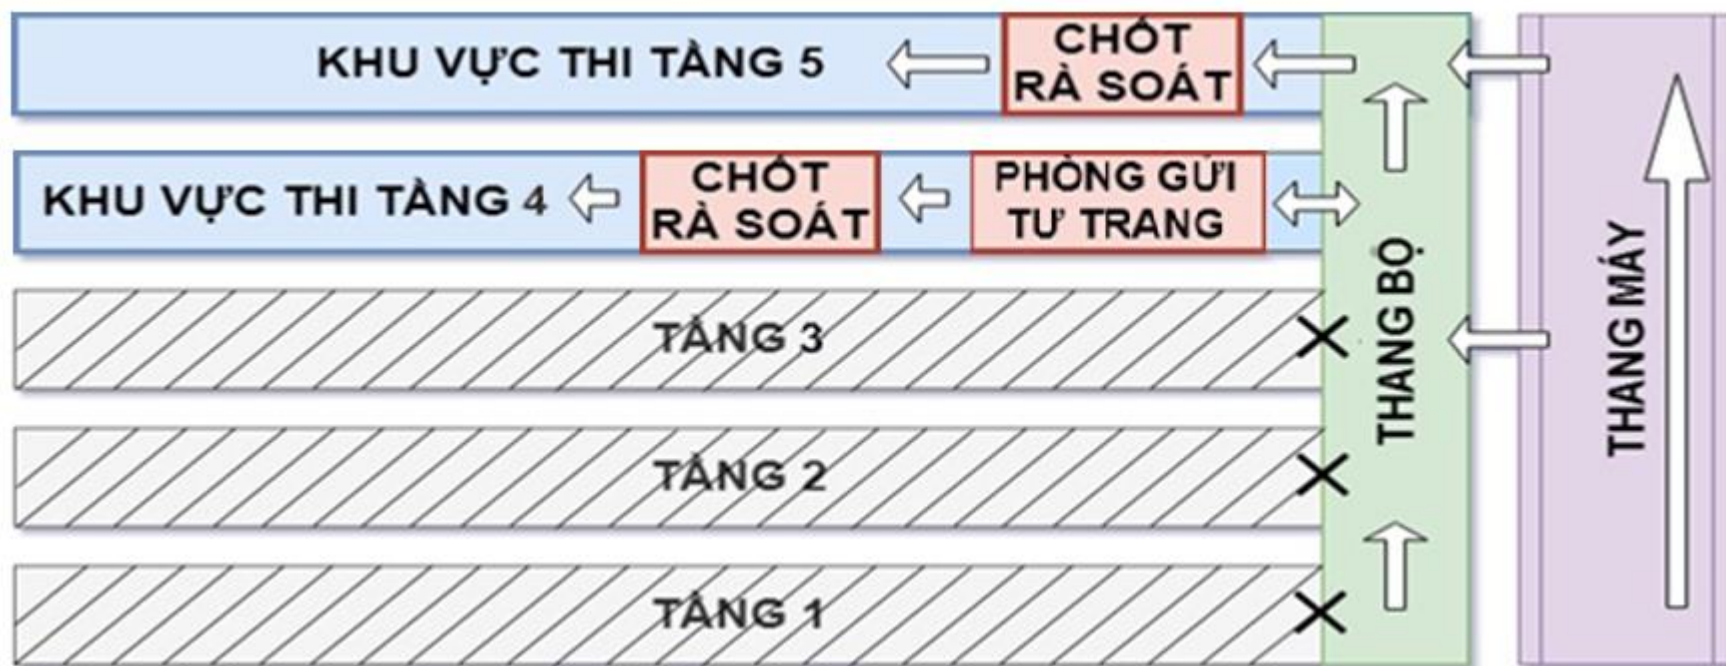 KHU VỰC THI TẦNG 5
CHỐT
RÀ SOÁT
KHU VỰC THI TẦNG 4
CHỐT
RÀ SOÁT
PHÒNG GỬI
TƯ TRANG
TẦNG 3
TẦNG 2
TẦNG 1
THANG BỘ
THANG MÁY